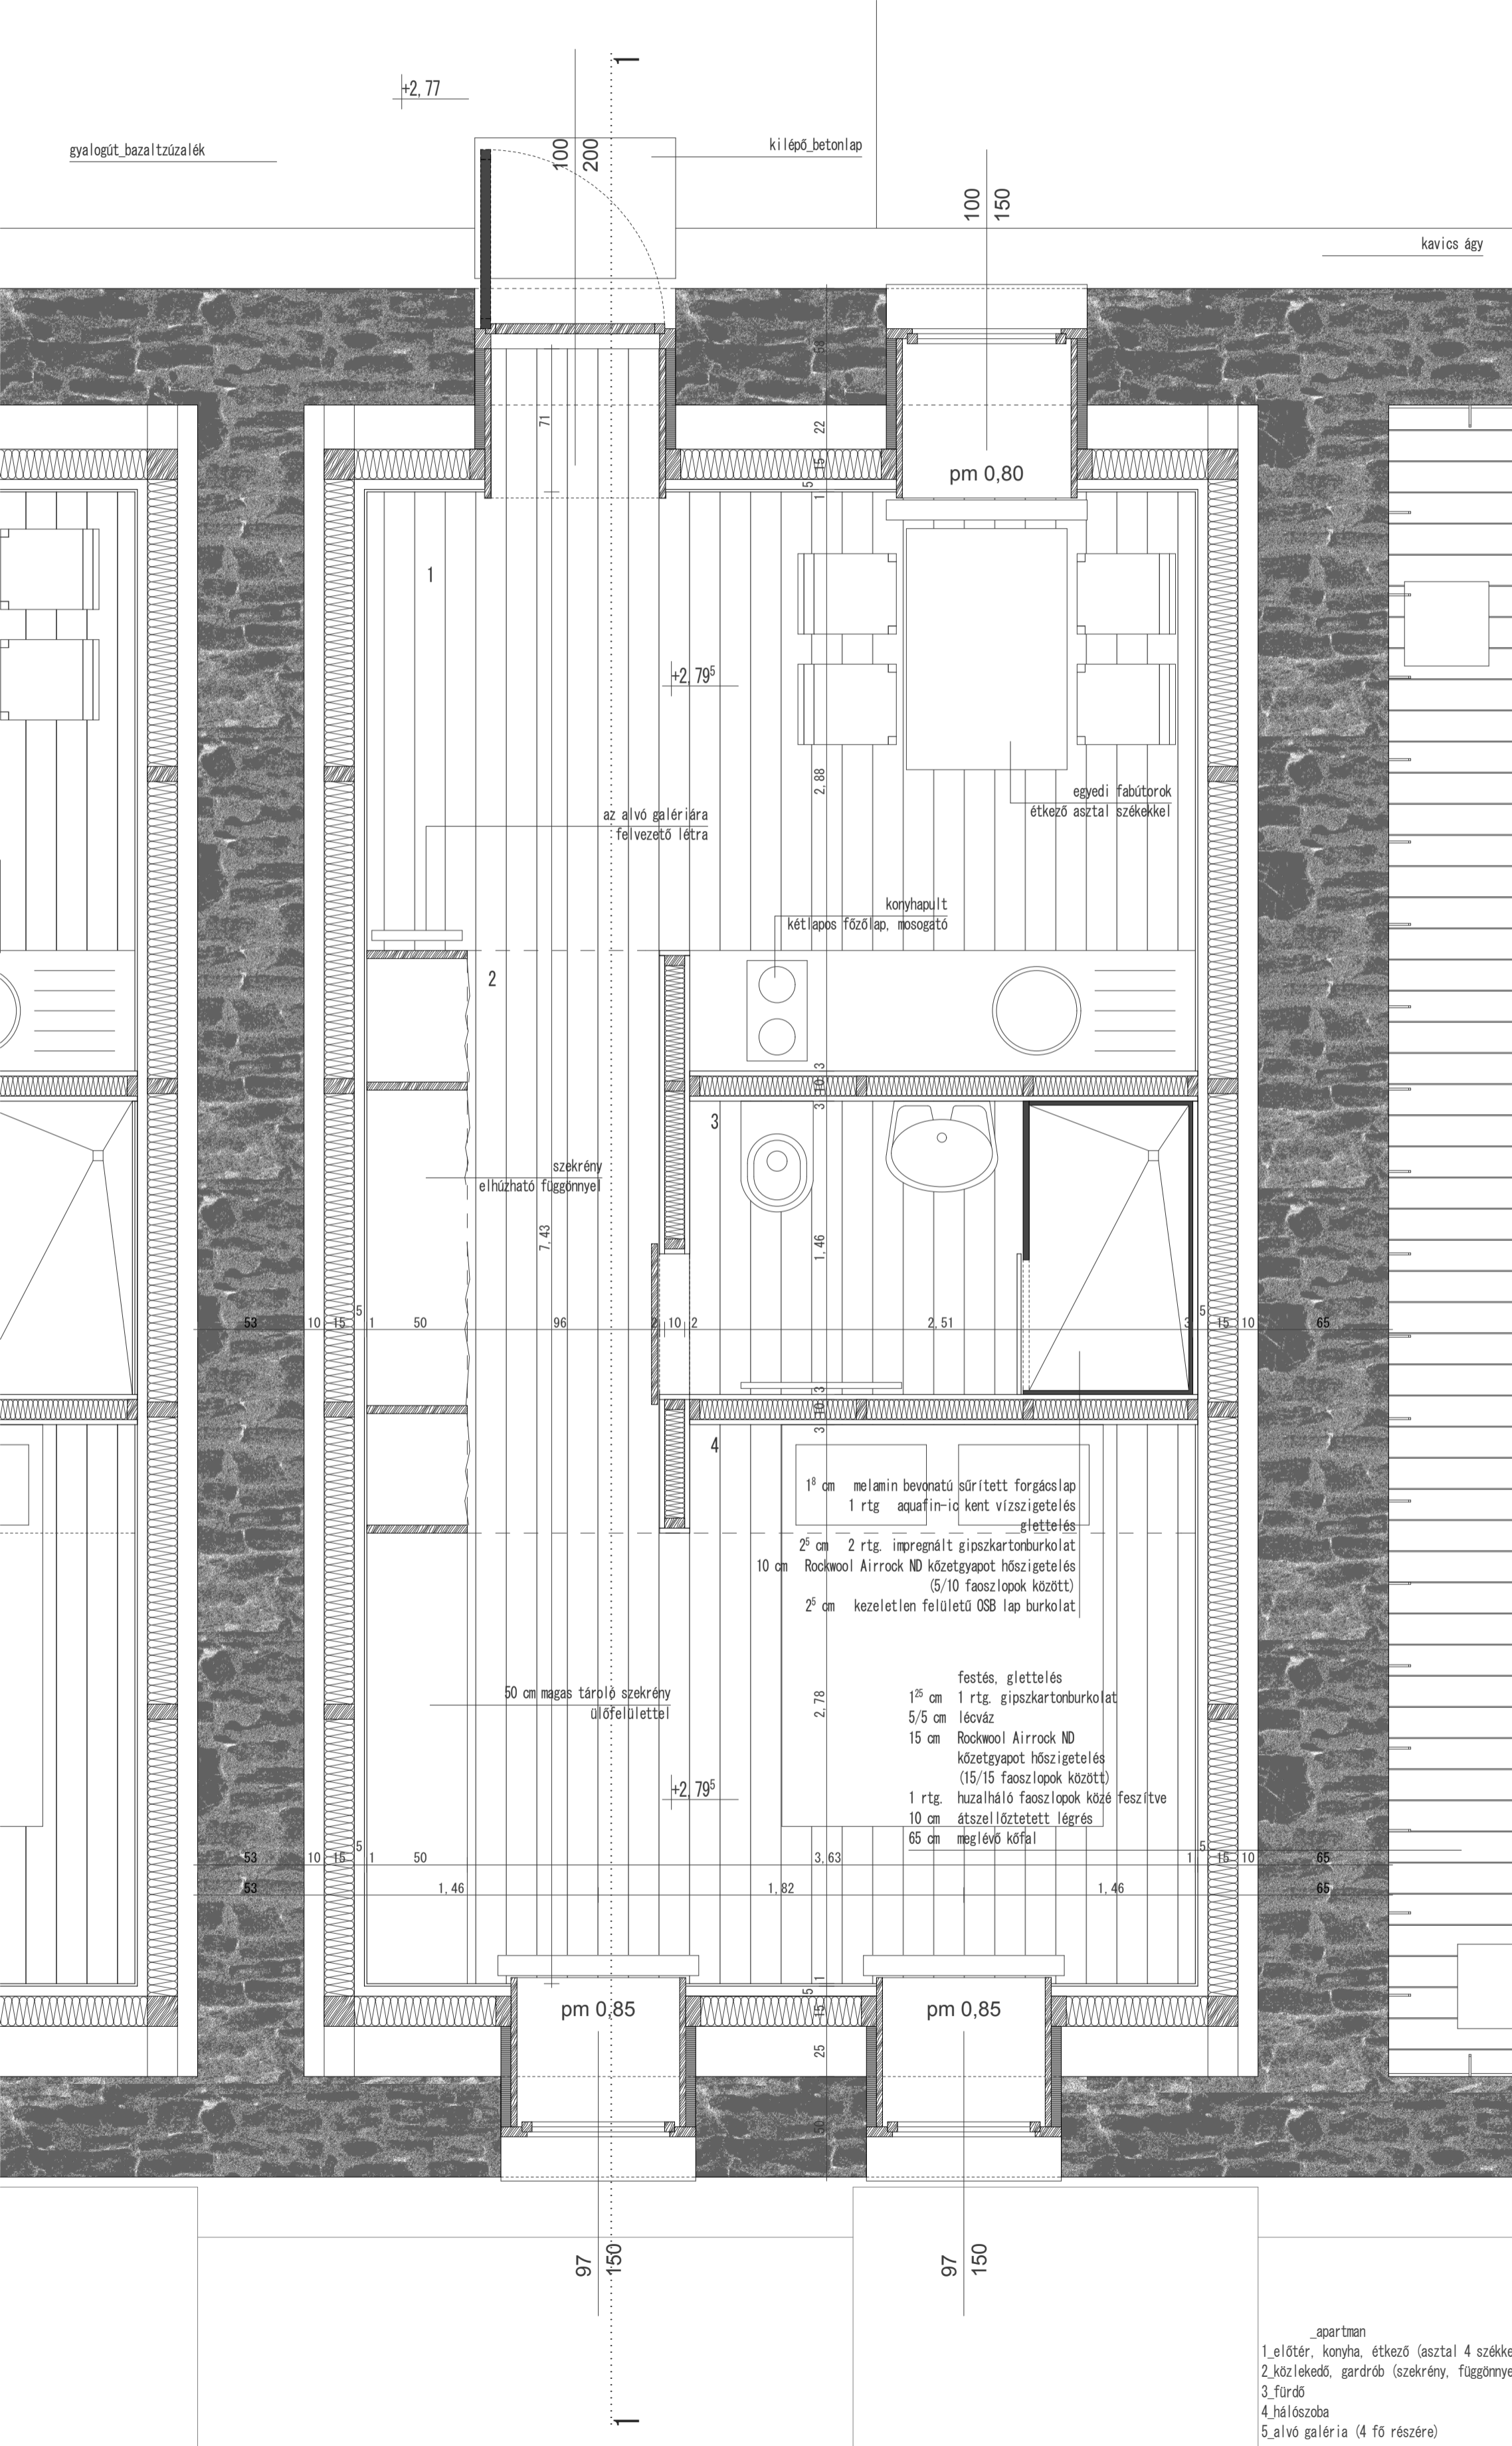 1
+2,77
gyalogút_bazaltzúzalék
kilépő_betonlap
100
200
100
150
kavics ágy
71
22
15
5
1
pm 0,80
1
+2,79⁵
2,88
egyedi fabútorok
étkező asztal székekkel
az alvó galériára
felvezető létra
konyhapult
kétlapos főzőlap, mosogató
2
3
10
3
3
szekrény
elhúzható függönnyel
7,43
1,46
53
10
15
5
1
50
96
2
10
2
2,51
3
5
15
10
65
3
10
3
4
1⁸ cm melamin bevonatú sűrített forgácslap
1 rtg aquafin-ic kent vízszigetelés
glettelés
2⁵ cm 2 rtg. impregnált gipszkartonburkolat
10 cm Rockwool Airrock ND kőzetgyapot hőszigetelés
(5/10 faoszlopok között)
2⁵ cm kezeletlen felületű OSB lap burkolat
50 cm magas tároló szekrény
ülőfelülettel
2,78
festés, glettelés
1²⁵ cm 1 rtg. gipszkartonburkolat
5/5 cm lécváz
15 cm Rockwool Airrock ND
kőzetgyapot hőszigetelés
(15/15 faoszlopok között)
1 rtg. huzalháló faoszlopok közé feszítve
10 cm átszellőztetett légrés
65 cm meglévő kőfal
+2,79⁵
53
10
15
5
1
50
3,63
1
5
15
10
65
53
1,46
1,82
1,46
65
1
5
15
25
50
pm 0,85
pm 0,85
97
150
97
150
1
_apartman
1_előtér, konyha, étkező (asztal 4 székke
2_közlekedő, gardrób (szekrény, függönnye
3_fürdő
4_hálószoba
5_alvó galéria (4 fő részére)